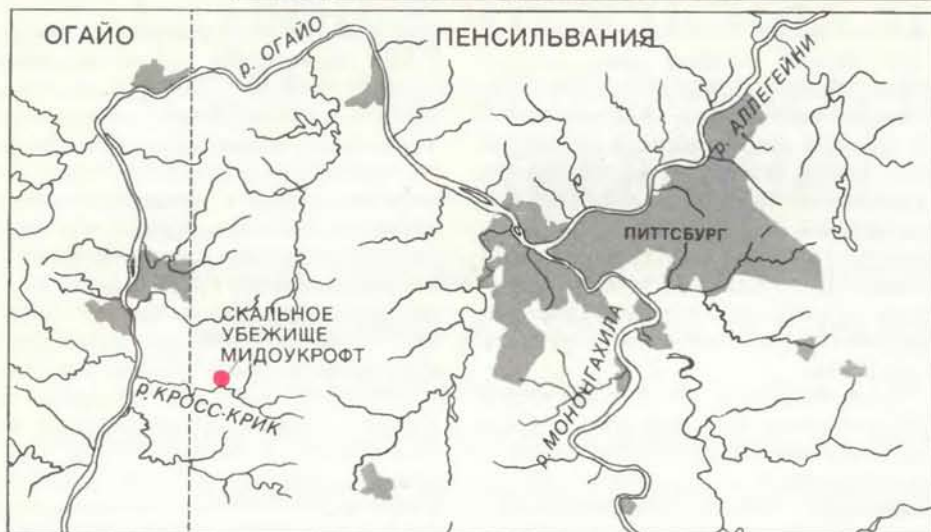 ОГАЙО
р. ОГАЙО
ПЕНСИЛЬВАНИЯ
р. АЛЛЕГЕЙНИ
ПИТТСБУРГ
СКАЛЬНОЕ
УБЕЖИЩЕ
МИДОУКРОФТ
р. КРОСС-КРИК
р. МОНОНГАХИЛА